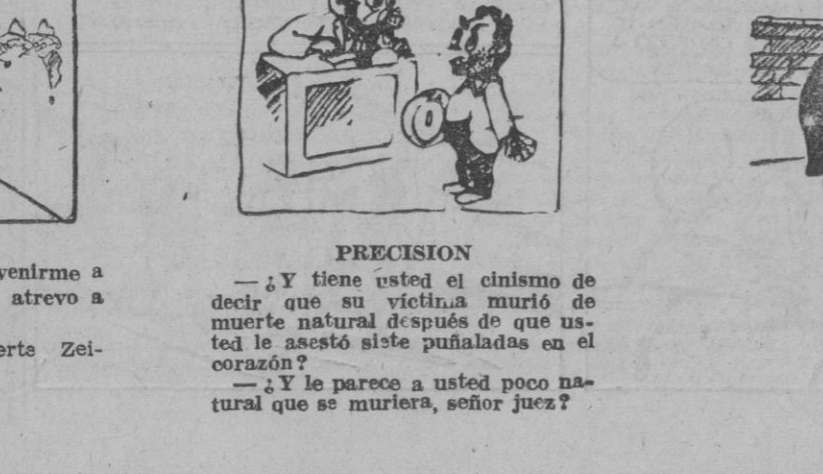 PRECISION
— ¿Y tiene usted el cinismo de
decir que su víctima murió de
muerte natural después de que us-
ted le asestó siete puñaladas en el
corazón?
— ¿Y le parece a usted poco na-
tural que se muriera, señor juez?
venirme a
atrevo a
Zei-